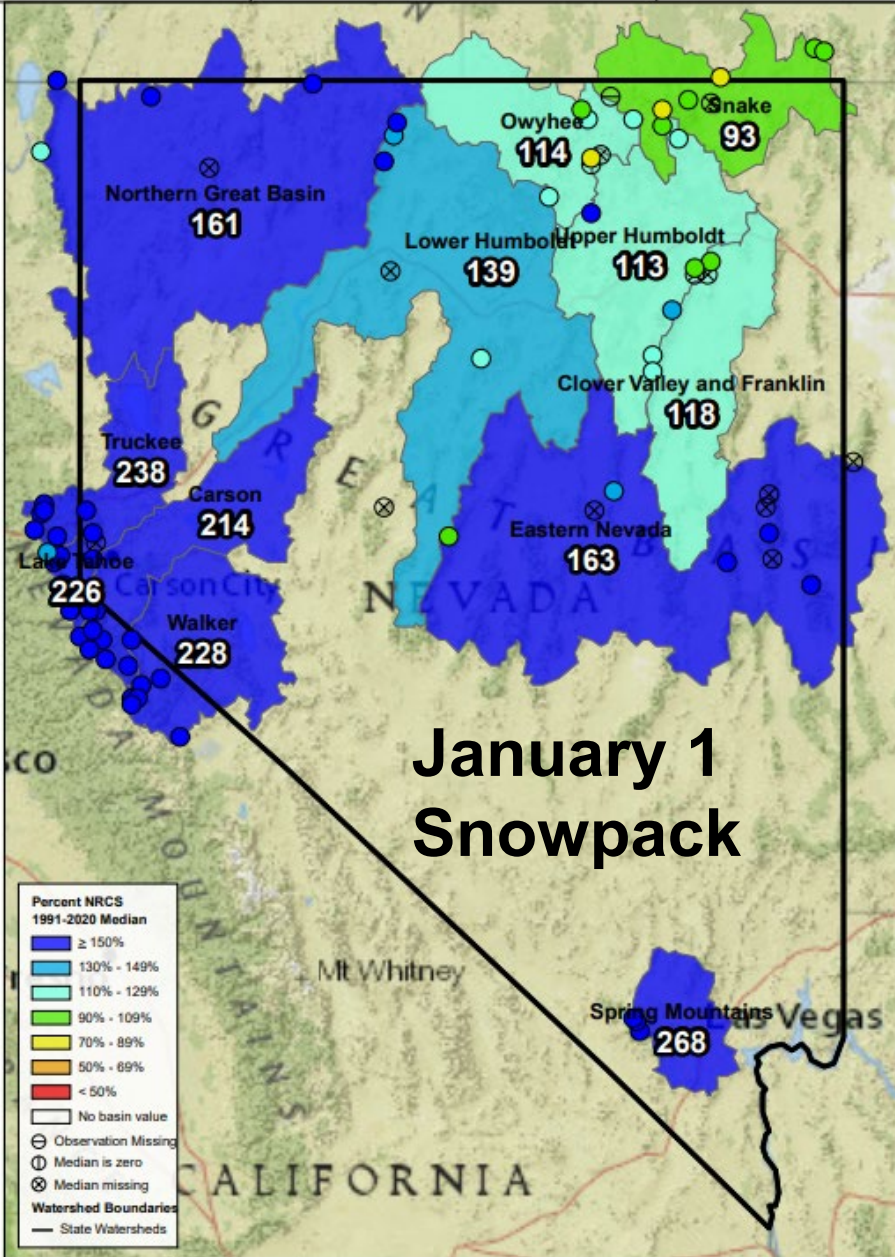 Snake
93
Owyhee
114
Northern Great Basin
161
Lower Humboldt
139
Upper Humboldt
113
Clover Valley and Franklin
118
GREAT BASI
Truckee
238
Carson
214
Eastern Nevada
163
Lake Tahoe
226
Carson City
NEVADA
Walker
228
sco
January 1
Snowpack
MOUNTAINS
Mt Whitney
Spring Mountains
268
Las Vegas
CALIFORNIA
Percent NRCS
1991-2020 Median
≥ 150%
130% - 149%
110% - 129%
90% - 109%
70% - 89%
50% - 69%
< 50%
No basin value
Observation Missing
Median is zero
Median missing
Watershed Boundaries
State Watersheds